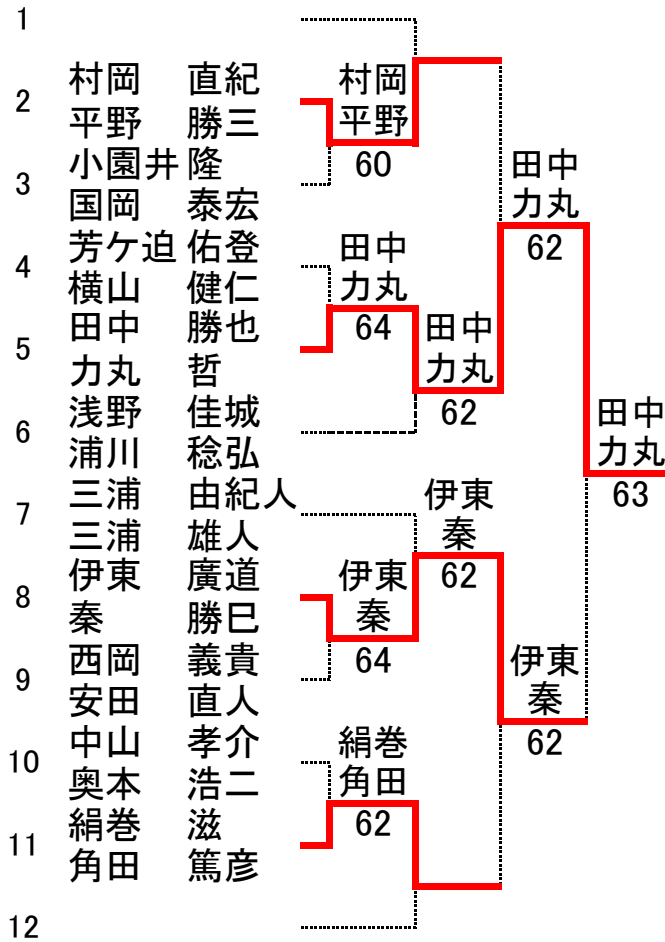 1
2
村岡 直紀
平野 勝三
3
小園井 隆
国岡 泰宏
4
芳ケ迫 佑登
横山 健仁
5
田中 勝也
力丸 哲
6
浅野 佳城
浦川 稔弘
7
三浦 由紀人
三浦 雄人
8
伊東 廣道
秦 勝巳
9
西岡 義貴
安田 直人
10
中山 孝介
奥本 浩二
11
絹巻 滋
角田 篤彦
12
村岡
平野
60
田中
力丸
64
伊東
秦
64
絹巻
角田
62
田中
力丸
62
伊東
秦
62
田中
力丸
62
伊東
秦
62
田中
力丸
63